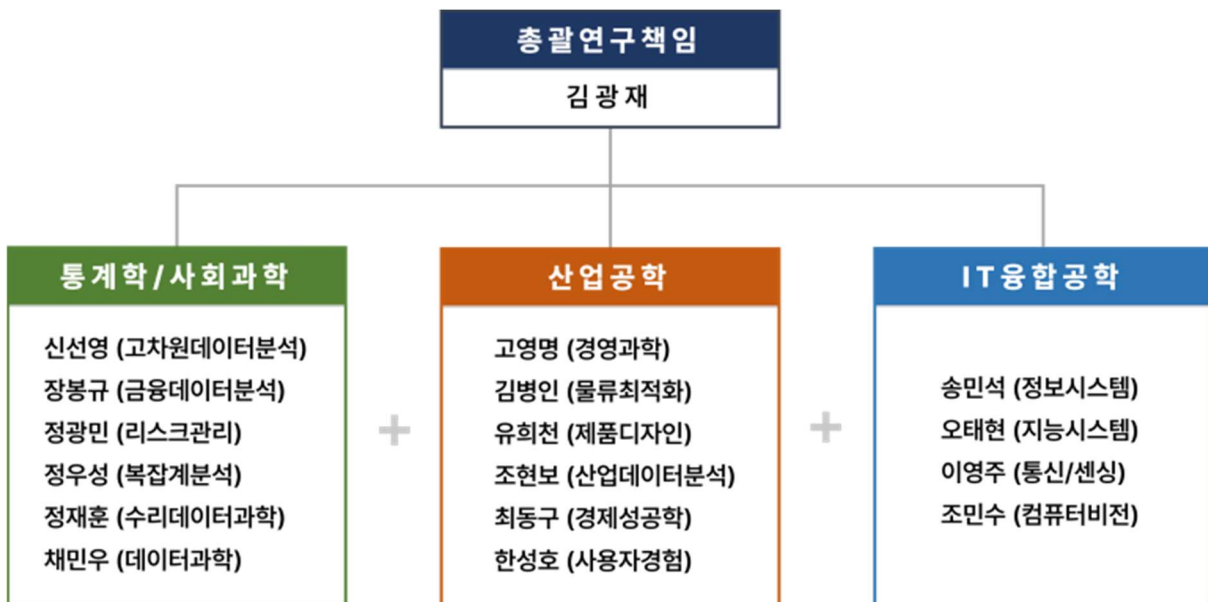 총괄연구책임
김광재
통계학/사회과학
신선영 (고차원데이터분석)
장봉규 (금융데이터분석)
정광민 (리스크관리)
정우성 (복잡계분석)
정재훈 (수리데이터과학)
채민우 (데이터과학)
산업공학
고영명 (경영과학)
김병인 (물류최적화)
유희천 (제품디자인)
조현보 (산업데이터분석)
최동구 (경제성공학)
한성호 (사용자경험)
IT융합공학
송민석 (정보시스템)
오태현 (지능시스템)
이영주 (통신/센싱)
조민수 (컴퓨터비전)